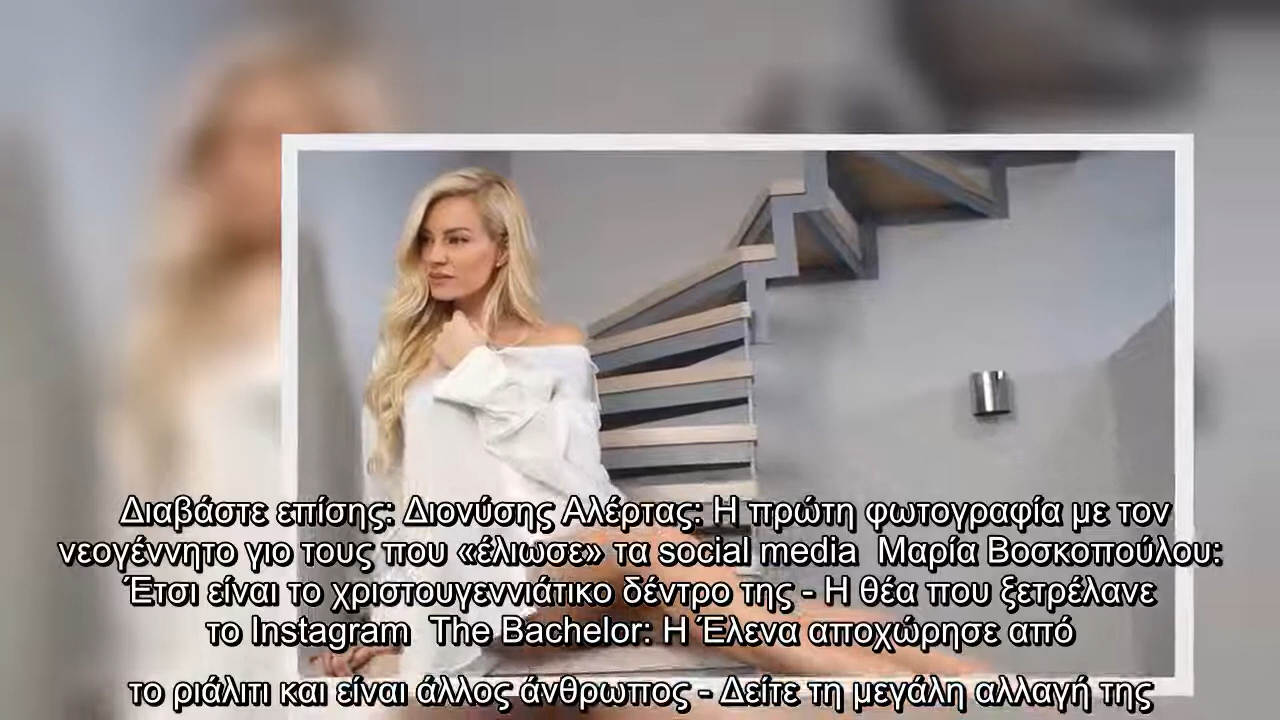 Διαβάστε επίσης: Διονύσης Αλέρτας: Η πρώτη φωτογραφία με τον
νεογέννητο γιο τους που «έλιωσε» τα social media Μαρία Βοσκοπούλου:
Έτσι είναι το χριστουγεννιάτικο δέντρο της - Η θέα που ξετρέλανε
το Instagram The Bachelor: Η Έλενα αποχώρησε από
το ριάλιτι και είναι άλλος άνθρωπος - Δείτε τη μεγάλη αλλαγή της